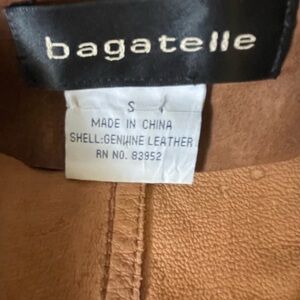 bagatelle
S
MADE IN CHINA
SHELL:GENUINE LEATHER
RN NO. 83952